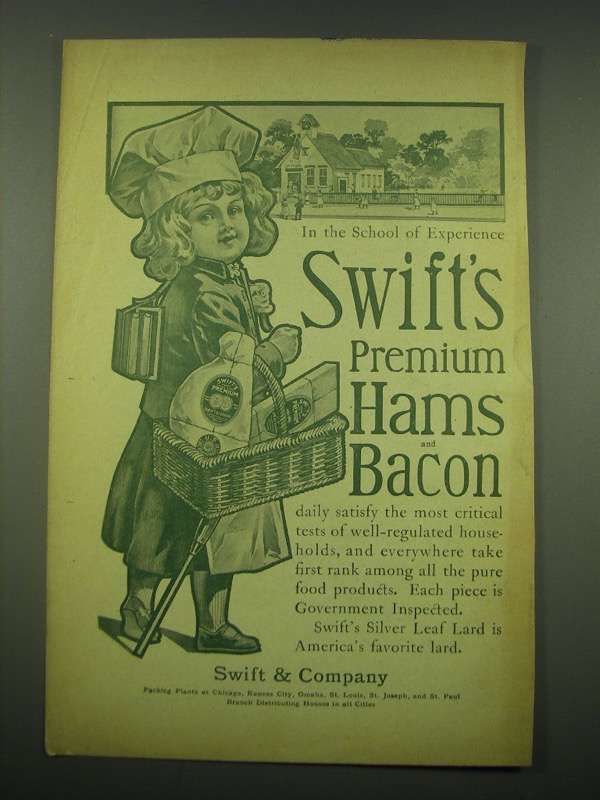 In the School of Experience
Swift's
Premium
Hams
and
Bacon
SWIFT'S
PREMIUM
daily satisfy the most critical
tests of well-regulated house-
holds, and everywhere take
first rank among all the pure
food products. Each piece is
Government Inspected.
Swift's Silver Leaf Lard is
America's favorite lard.
Swift & Company
Packing Plants at Chicago, Kansas City, Omaha, St. Louis, St. Joseph, and St. Paul
Branch Distributing Houses in all Cities